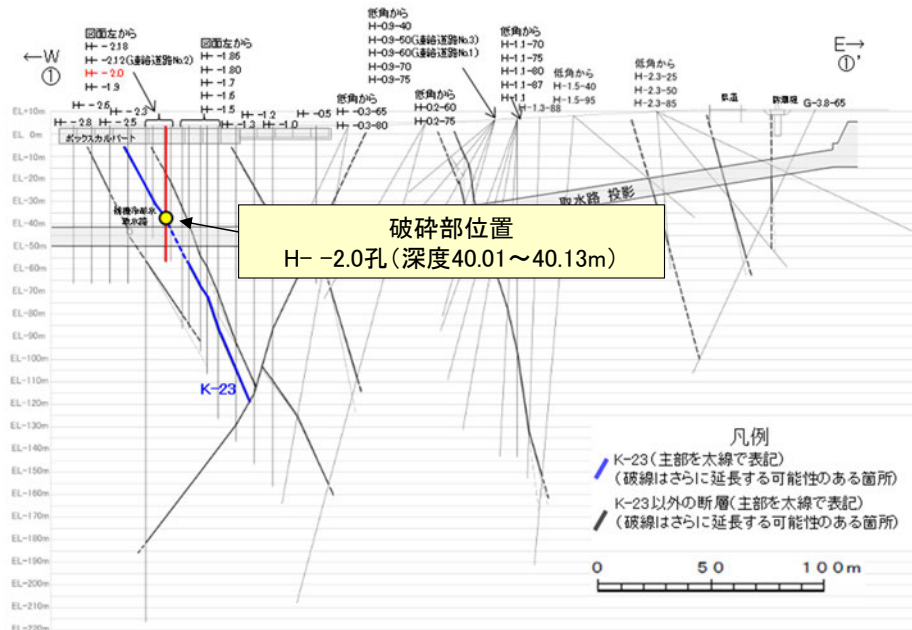 ←W
①
図面左から
H- -2.18
H- -2.12(連絡道路No.2)
H- -2.0
H- -1.9
図面左から
H- -1.86
H- -1.80
H- -1.7
H- -1.6
H- -1.5
低角から
H-0.9-40
H-0.9-50(連絡道路No.3)
H-0.9-60(連絡道路No.1)
H-0.9-70
H-0.9-75
低角から
H-1.1-70
H-1.1-75
H-1.1-80
H-1.1-87
H-1.1
H-1.3-88
低角から
H-1.5-40
H-1.5-95
低角から
H-2.3-25
H-2.3-50
H-2.3-85
E→
①'
G-3.8-65
H- -2.6
H- -2.3
H- -2.8
H- -2.5
H- -1.3
H- -1.2
H- -1.0
H- -0.5
低角から
H-0.3-65
H-0.3-80
低角から
H-0.2-60
H-0.2-75
ボックスカルバート
取水路
取水路 投影
破砕部位置
H- -2.0孔(深度40.01～40.13m)
K-23
EL+10m
EL 0m
EL-10m
EL-20m
EL-30m
EL-40m
EL-50m
EL-60m
EL-70m
EL-80m
EL-90m
EL-100m
EL-110m
EL-120m
EL-130m
EL-140m
EL-150m
EL-160m
EL-170m
EL-180m
EL-190m
EL-200m
EL-210m
EL-220m
凡例
K-23(主部を太線で表記)
(破線はさらに延長する可能性のある箇所)
K-23以外の断層(主部を太線で表記)
(破線はさらに延長する可能性のある箇所)
0 50 100m